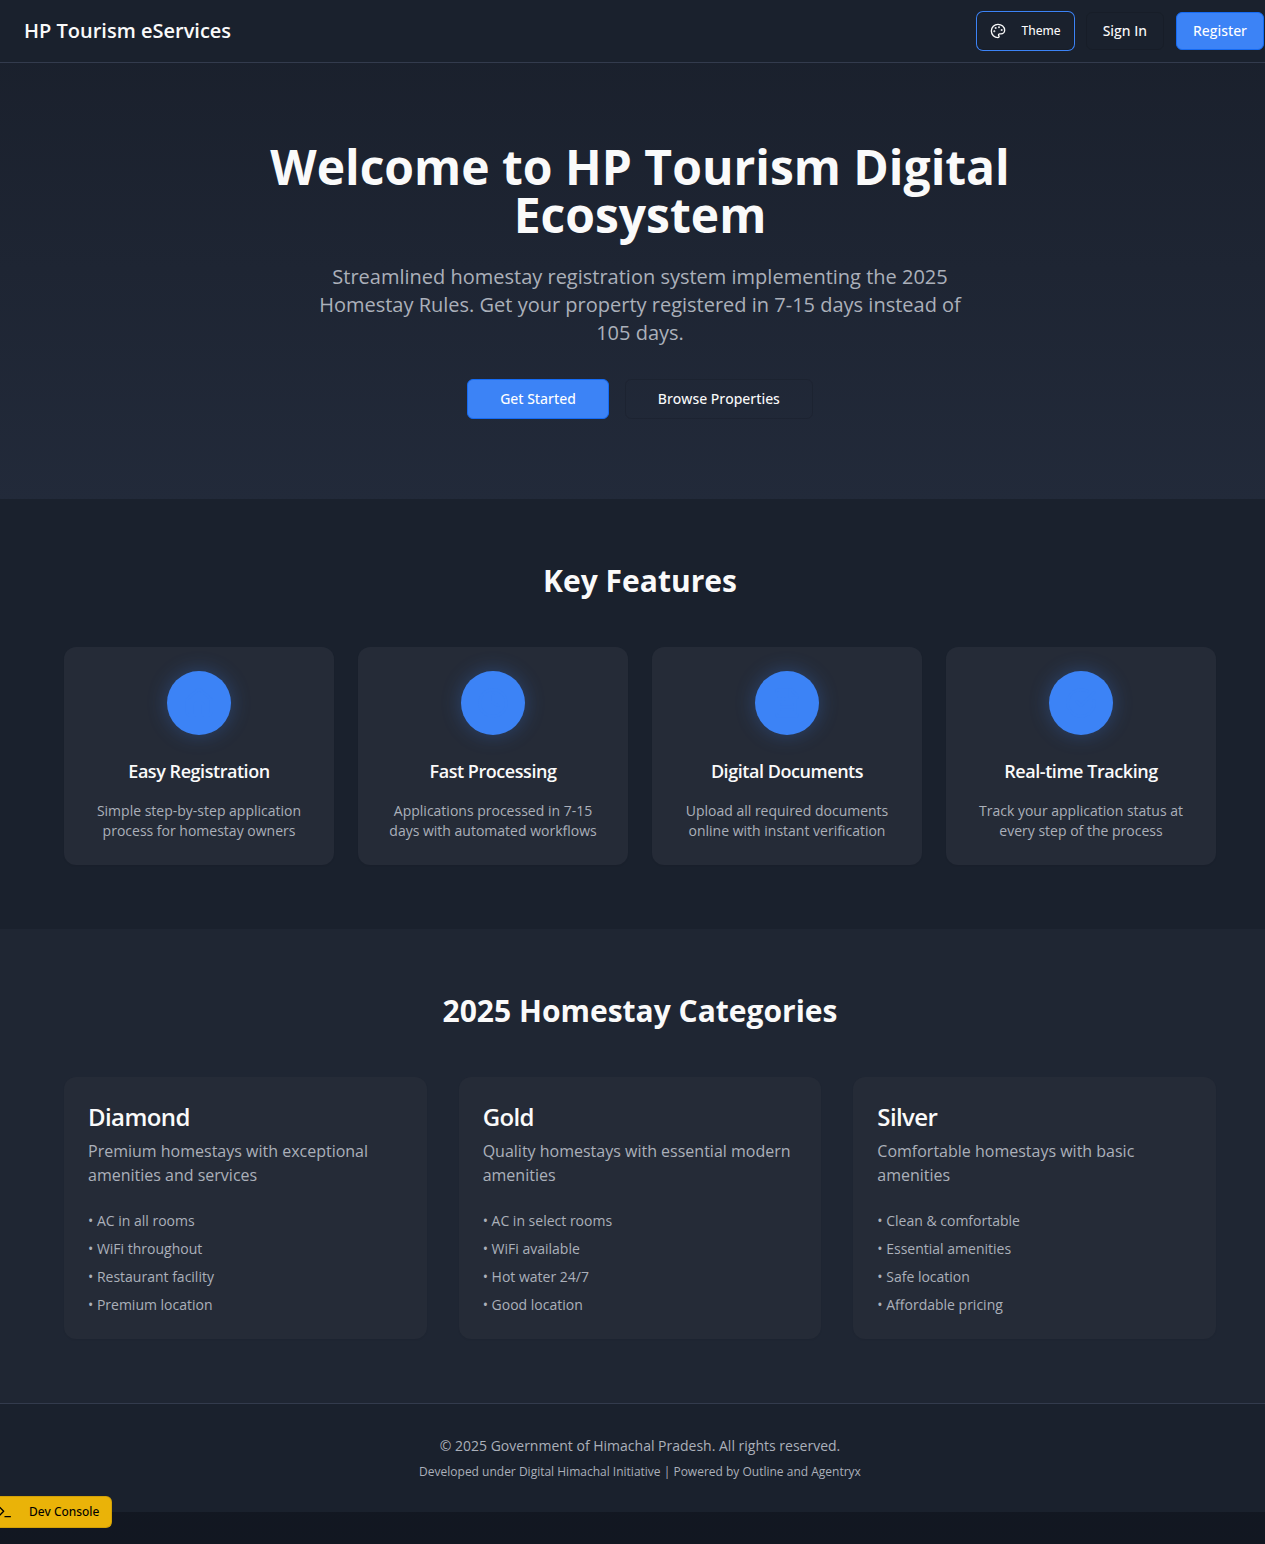 HP Tourism eServices
Theme
Sign In
Register
Welcome to HP Tourism Digital
Ecosystem
Streamlined homestay registration system implementing the 2025
Homestay Rules. Get your property registered in 7-15 days instead of
105 days.
Get Started
Browse Properties
Key Features
Easy Registration
Simple step-by-step application
process for homestay owners
Fast Processing
Applications processed in 7-15
days with automated workflows
Digital Documents
Upload all required documents
online with instant verification
Real-time Tracking
Track your application status at
every step of the process
2025 Homestay Categories
Diamond
Premium homestays with exceptional
amenities and services
• AC in all rooms
• WiFi throughout
• Restaurant facility
• Premium location
Gold
Quality homestays with essential modern
amenities
• AC in select rooms
• WiFi available
• Hot water 24/7
• Good location
Silver
Comfortable homestays with basic
amenities
• Clean & comfortable
• Essential amenities
• Safe location
• Affordable pricing
© 2025 Government of Himachal Pradesh. All rights reserved.
Developed under Digital Himachal Initiative | Powered by Outline and Agentryx
Dev Console